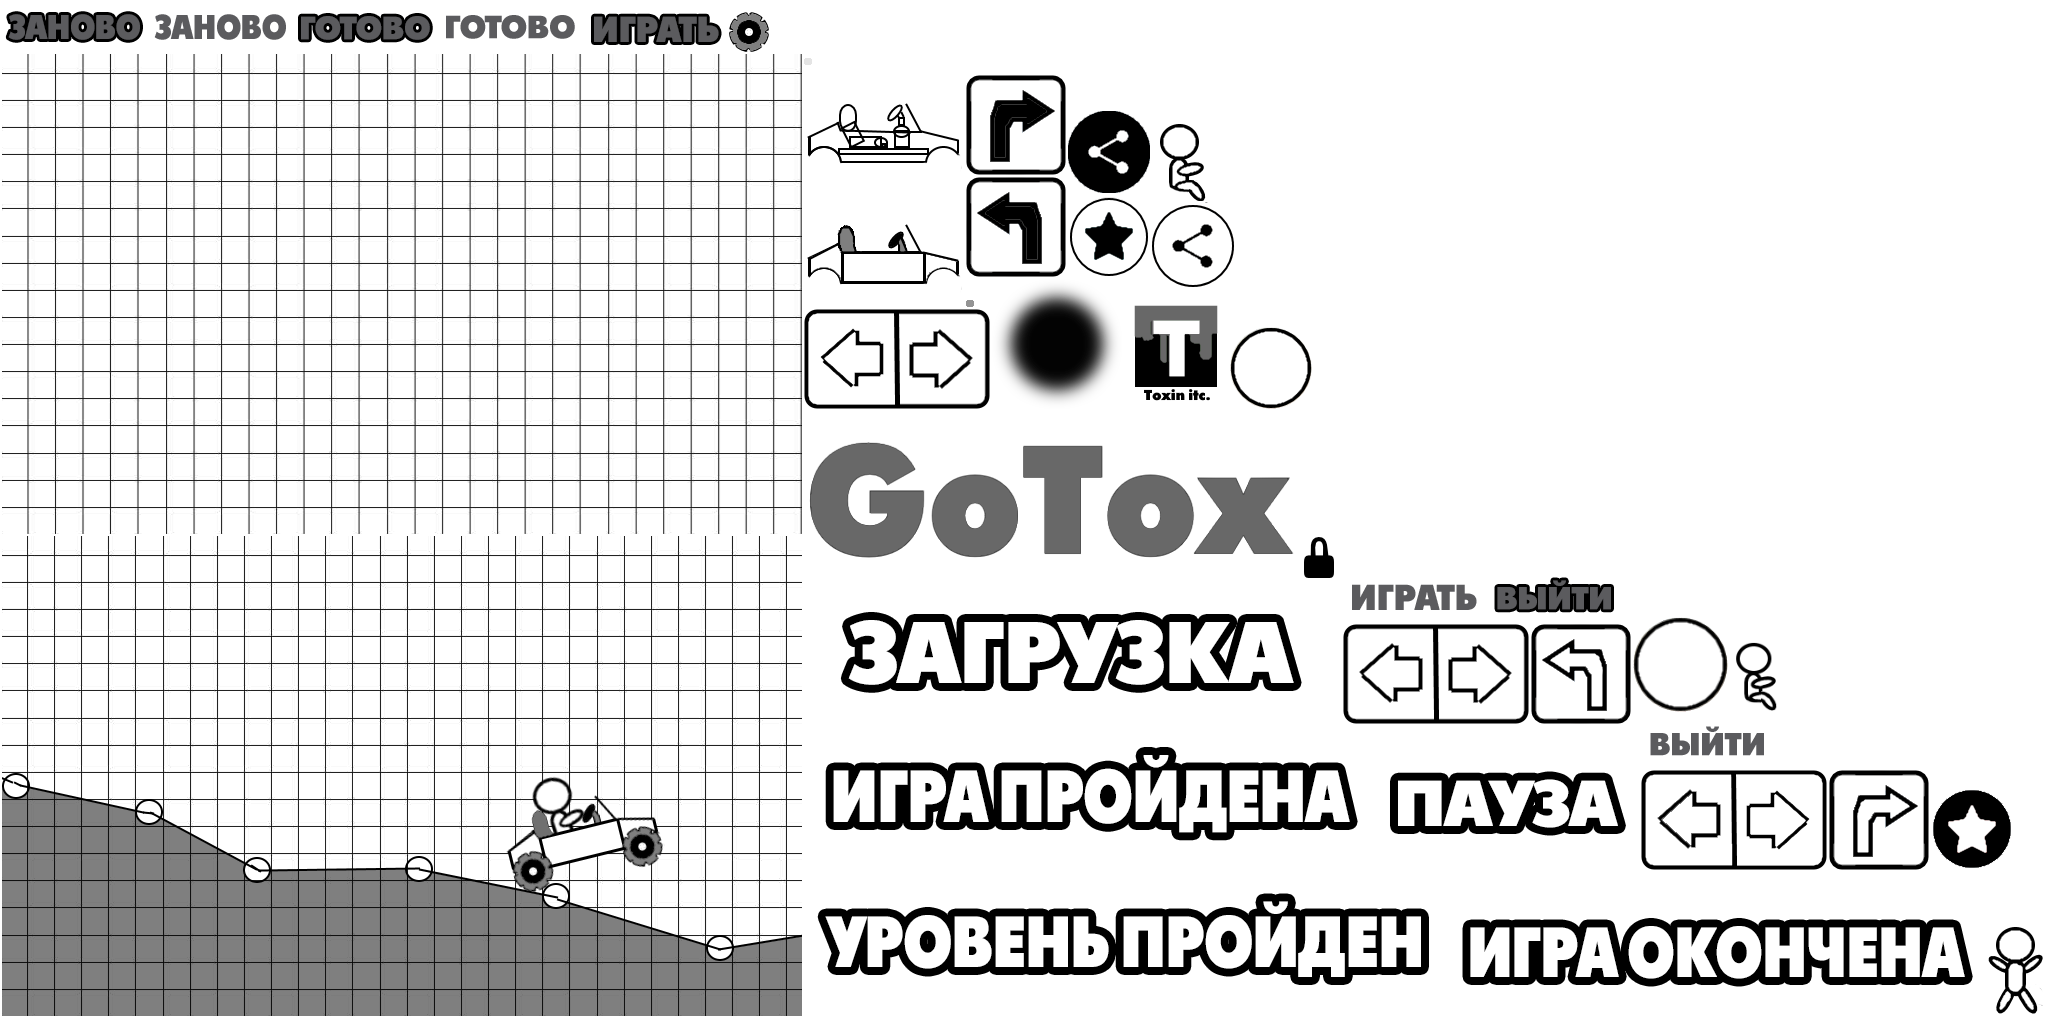 ЗАНОВО ЗАНОВО ГОТОВО ГОТОВО ИГРАТЬ
T
Toxin itc.
GoTox
ИГРАТЬ ВЫЙТИ
ЗАГРУЗКА
ВЫЙТИ
ИГРА ПРОЙДЕНА ПАУЗА
УРОВЕНЬ ПРОЙДЕН ИГРА ОКОНЧЕНА